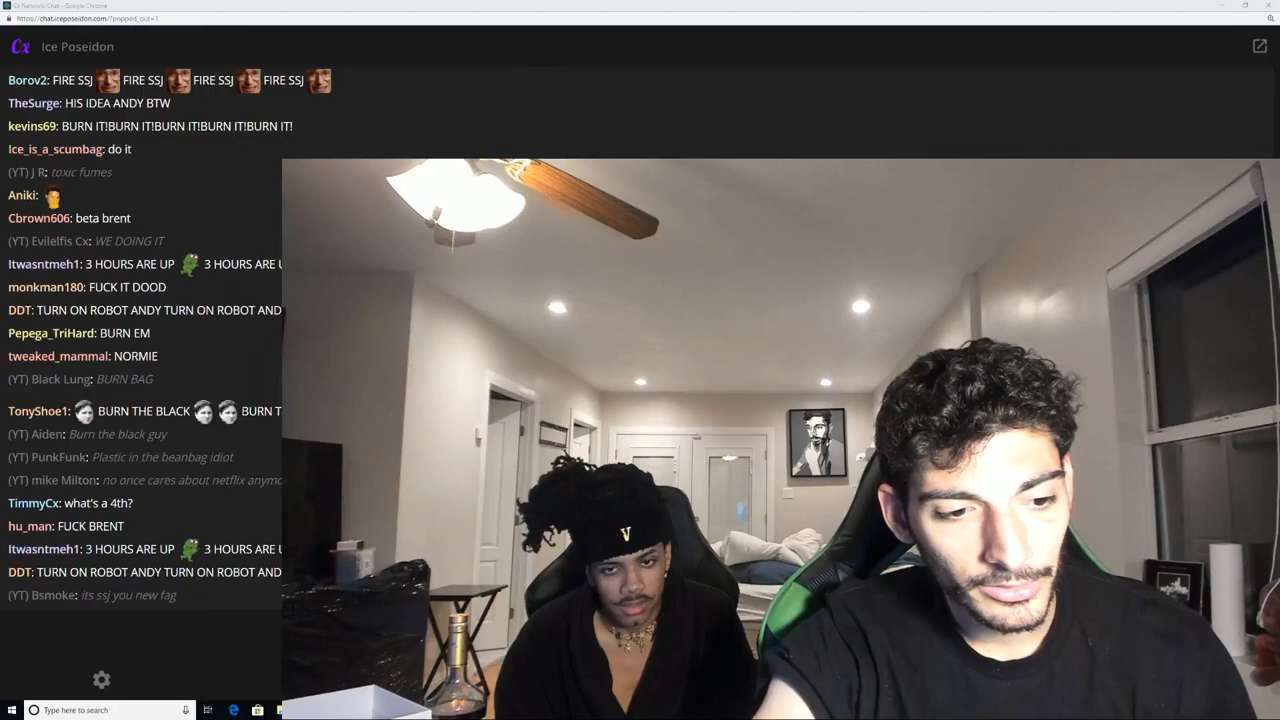 Cx Network Chat - Google Chrome
https://chat.iceposeidon.com/?popped_out=1
Cx Ice Poseidon
Borov2: FIRE SSJ FIRE SSJ FIRE SSJ FIRE SSJ
TheSurge: HIS IDEA ANDY BTW
kevins69: BURN IT!BURN IT!BURN IT!BURN IT!BURN IT!
Ice_is_a_scumbag: do it
(YT) J R: toxic fumes
Aniki:
Cbrown606: beta brent
(YT) Evilelfis Cx: WE DOING IT
Itwasntmeh1: 3 HOURS ARE UP 3 HOURS ARE U
monkman180: FUCK IT DOOD
DDT: TURN ON ROBOT ANDY TURN ON ROBOT AND
Pepega_TriHard: BURN EM
tweaked_mammal: NORMIE
(YT) Black Lung: BURN BAG
TonyShoe1: BURN THE BLACK BURN T
(YT) Aiden: Burn the black guy
(YT) PunkFunk: Plastic in the beanbag idiot
(YT) mike Milton: no once cares about netflix anymo
TimmyCx: what's a 4th?
hu_man: FUCK BRENT
Itwasntmeh1: 3 HOURS ARE UP 3 HOURS ARE U
DDT: TURN ON ROBOT ANDY TURN ON ROBOT AND
(YT) Bsmoke: its ssj you new fag
V
Type here to search